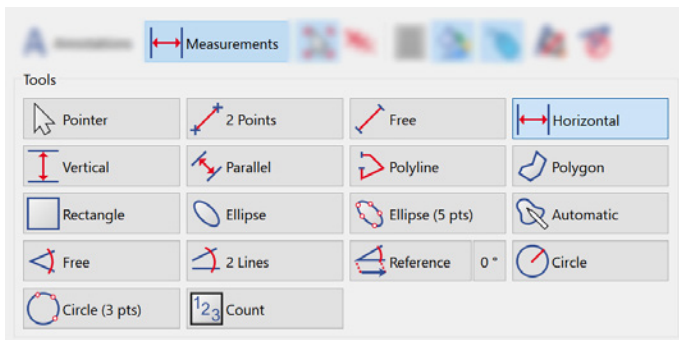 Measurements
Tools
Pointer 2 Points Free Horizontal
Vertical Parallel Polyline Polygon
Rectangle Ellipse Ellipse (5 pts) Automatic
Free 2 Lines Reference 0 ° Circle
Circle (3 pts) 123 Count